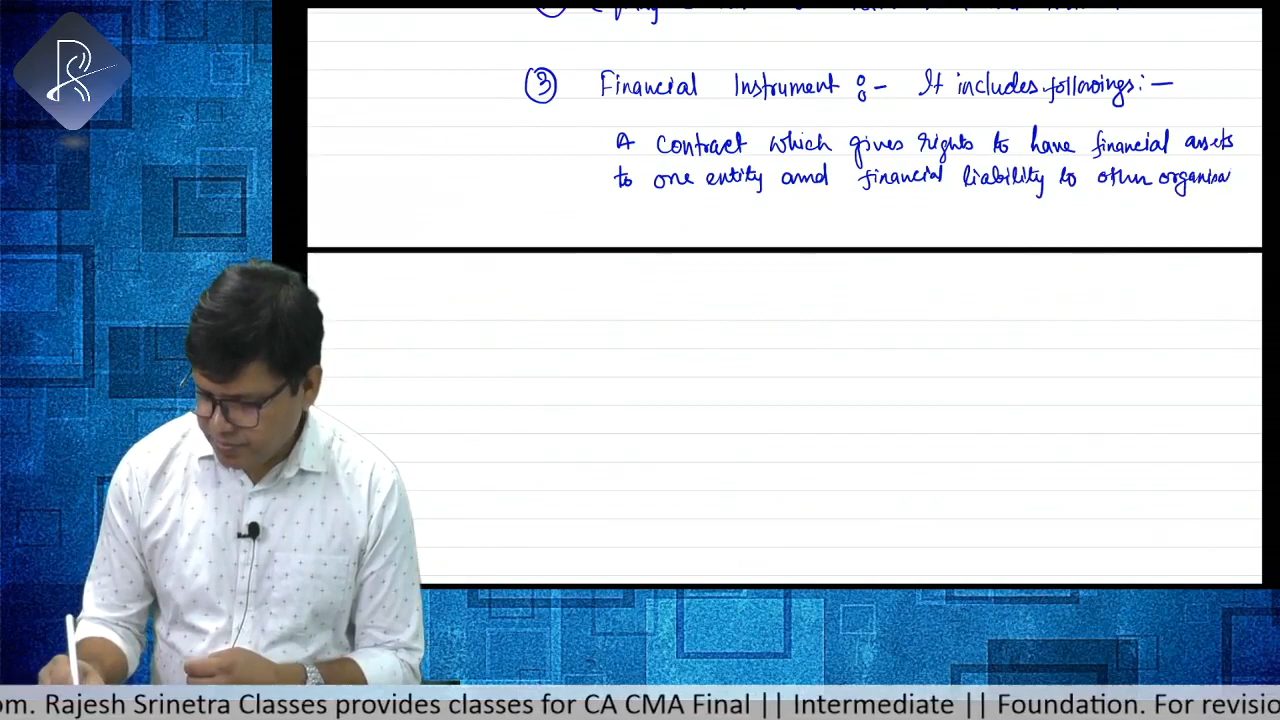 ③ Financial Instrument :- It includes followings:-
A contract which gives rights to have financial assets
to one entity and financial liability to other organisa
om. Rajesh Srinetra Classes provides classes for CA CMA Final || Intermediate || Foundation. For revisio